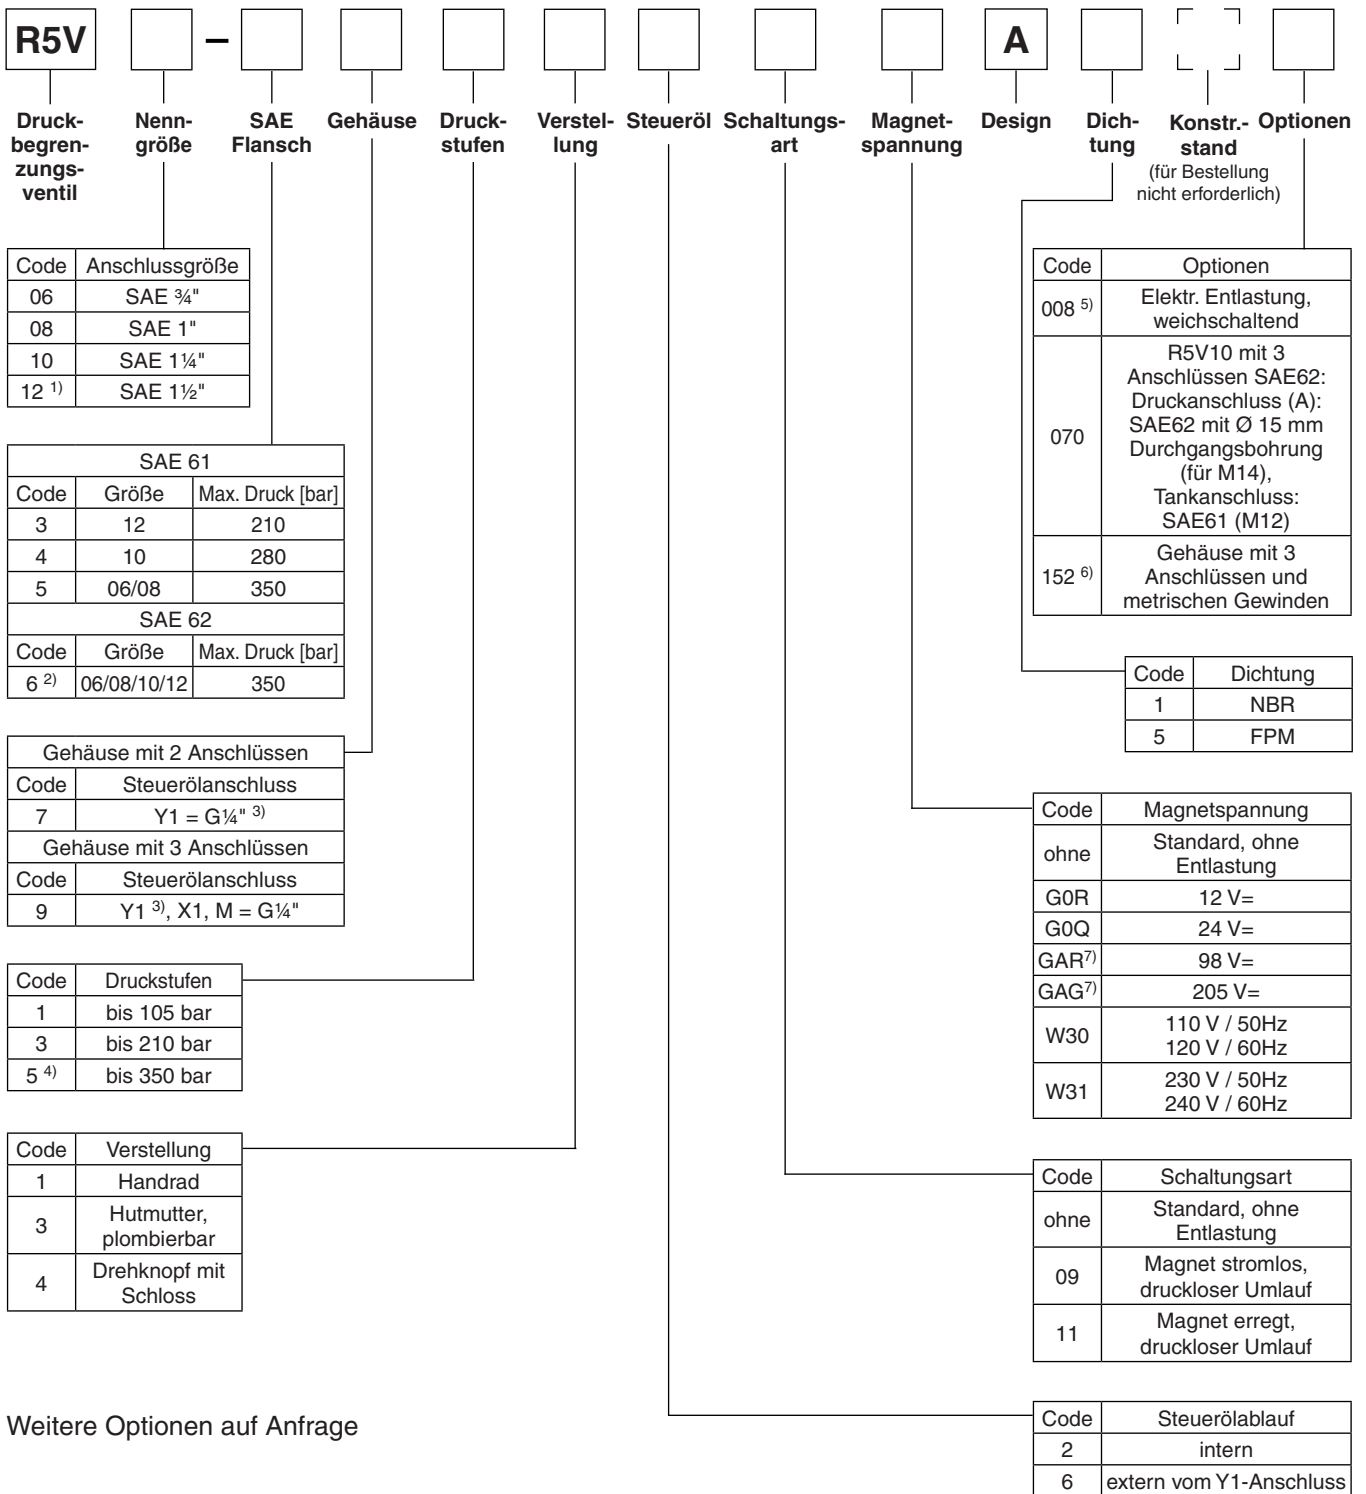 R5V – A
Druck-
begren-
zungs-
ventil
Nenn-
größe
SAE
Flansch
Gehäuse
Druck-
stufen
Verstel-
lung
Steueröl
Schaltungs-
art
Magnet-
spannung
Design
Dich-
tung
Konstr.-
stand
(für Bestellung
nicht erforderlich)
Optionen
Code Anschlussgröße
06 SAE ¾"
08 SAE 1"
10 SAE 1¼"
12 1) SAE 1½"
SAE 61
Code Größe Max. Druck [bar]
3 12 210
4 10 280
5 06/08 350
SAE 62
Code Größe Max. Druck [bar]
6 2) 06/08/10/12 350
Gehäuse mit 2 Anschlüssen
Code Steuerölanschluss
7 Y1 = G¼" 3)
Gehäuse mit 3 Anschlüssen
Code Steuerölanschluss
9 Y1 3), X1, M = G¼"
Code Druckstufen
1 bis 105 bar
3 bis 210 bar
5 4) bis 350 bar
Code Verstellung
1 Handrad
3 Hutmutter,
plombierbar
4 Drehknopf mit
Schloss
Weitere Optionen auf Anfrage
Code Optionen
008 5) Elektr. Entlastung,
weichschaltend
070 R5V10 mit 3
Anschlüssen SAE62:
Druckanschluss (A):
SAE62 mit Ø 15 mm
Durchgangsbohrung
(für M14),
Tankanschluss:
SAE61 (M12)
152 6) Gehäuse mit 3
Anschlüssen und
metrischen Gewinden
Code Dichtung
1 NBR
5 FPM
Code Magnetspannung
ohne Standard, ohne
Entlastung
G0R 12 V=
G0Q 24 V=
GAR7) 98 V=
GAG7) 205 V=
W30 110 V / 50Hz
120 V / 60Hz
W31 230 V / 50Hz
240 V / 60Hz
Code Schaltungsart
ohne Standard, ohne
Entlastung
09 Magnet stromlos,
druckloser Umlauf
11 Magnet erregt,
druckloser Umlauf
Code Steuerölablauf
2 intern
6 extern vom Y1-Anschluss